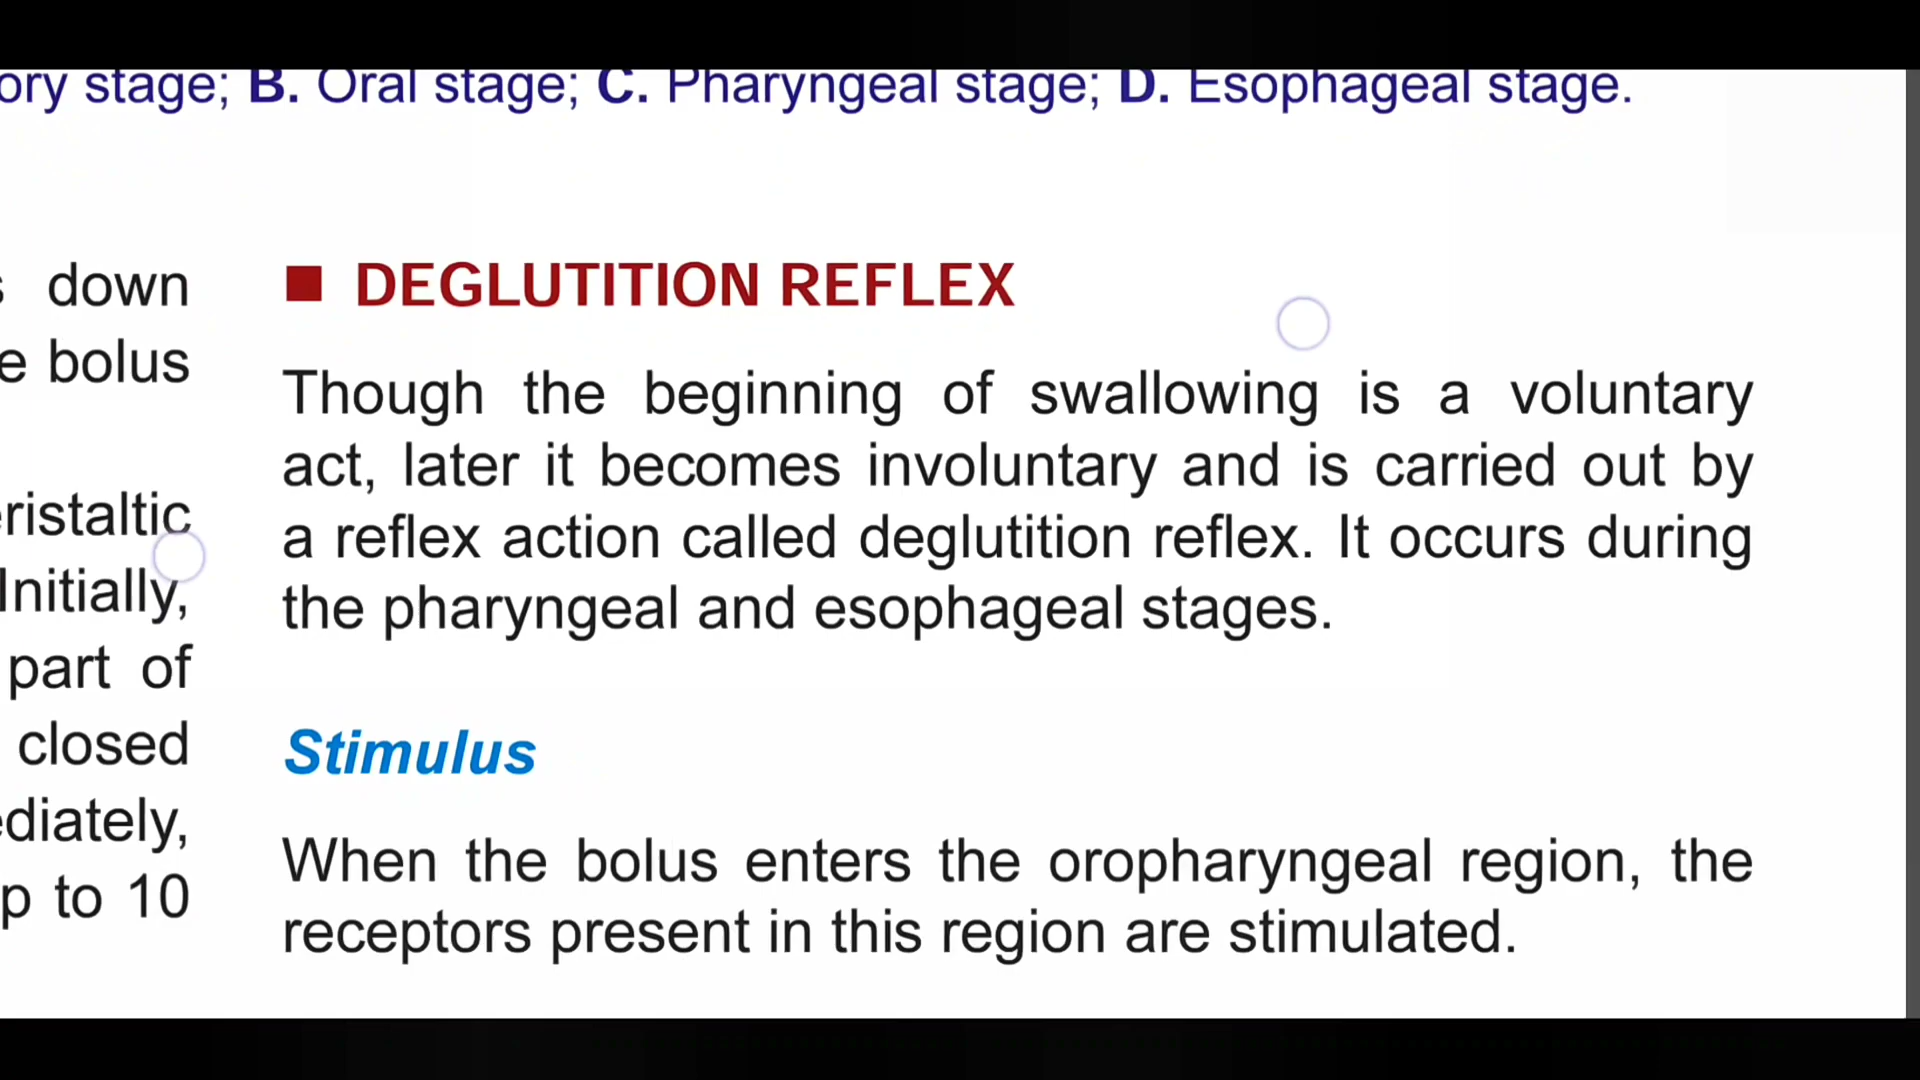 ory stage; B. Oral stage; C. Pharyngeal stage; D. Esophageal stage.
down
bolus
Initially,
part of
closed
to 10
DEGLUTITION REFLEX
Though the beginning of swallowing is a voluntary
act, later it becomes involuntary and is carried out by
a reflex action called deglutition reflex. It occurs during
the pharyngeal and esophageal stages.
Stimulus
When the bolus enters the oropharyngeal region, the
receptors present in this region are stimulated.